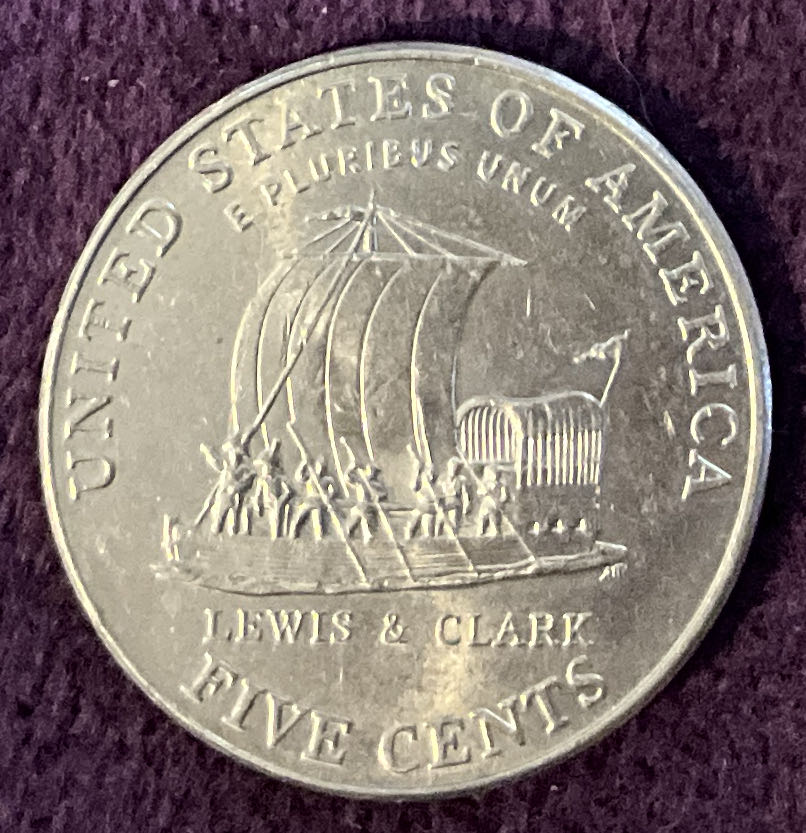 UNITED STATES OF AMERICA
E PLURIBUS UNUM
LEWIS & CLARK
FIVE CENTS